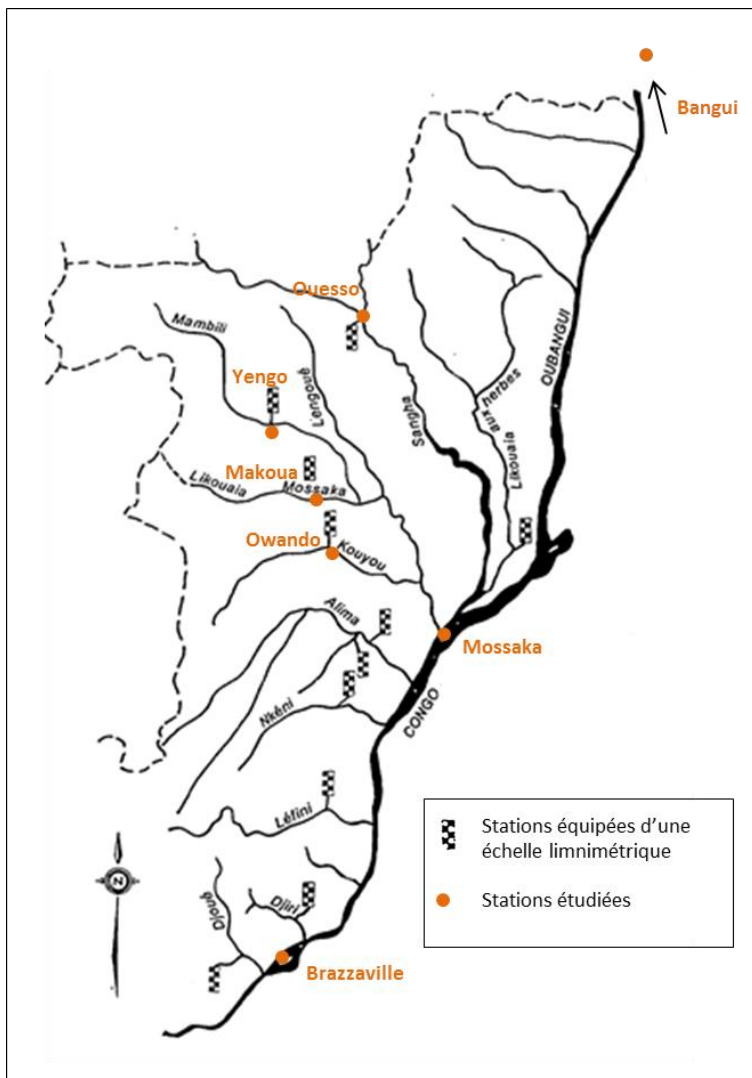 Bangui
Ouesso
Mambili
Yengo
Lengoué
Sangha
Likouala
aux herbes
OUBANGUI
Makoua
Likouala
Mossaka
Owando
Kouyou
Alima
Mossaka
Nkéni
CONGO
Léfini
Stations équipées d’une
échelle limnimétrique
Stations étudiées
N
Djoué
Djiri
Brazzaville